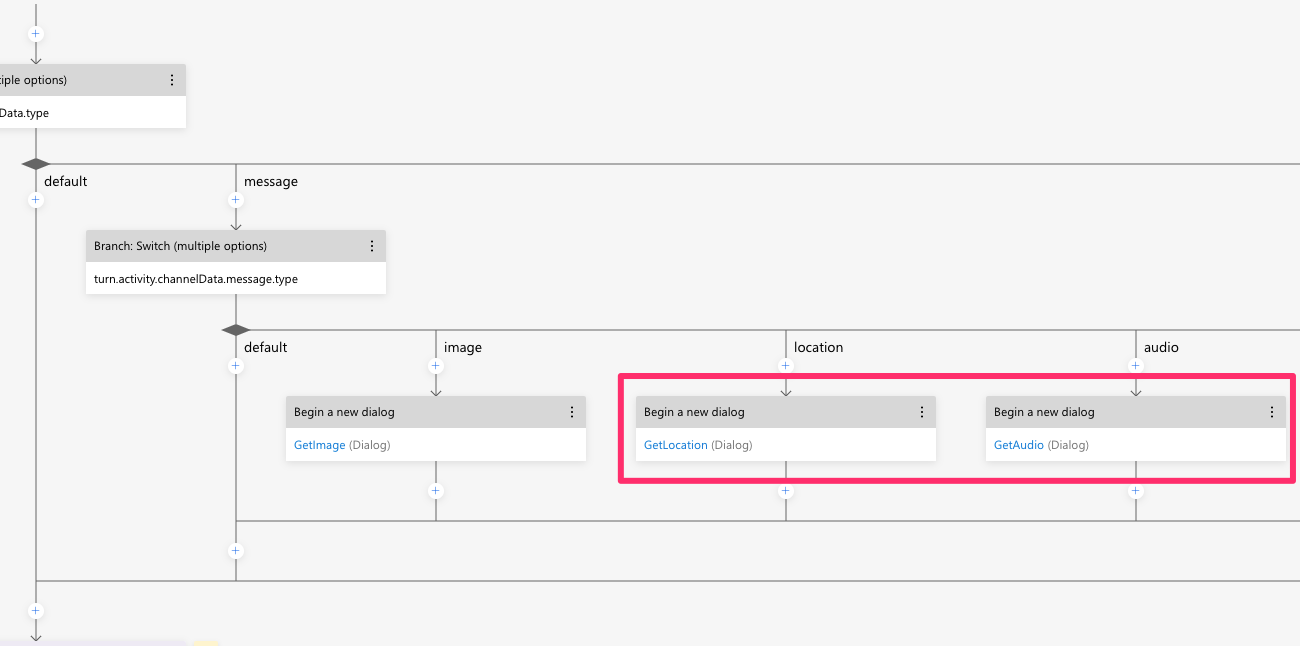 tiple options)
Data.type
default
message
Branch: Switch (multiple options)
turn.activity.channelData.message.type
default
image
location
audio
Begin a new dialog
Begin a new dialog
Begin a new dialog
GetImage (Dialog)
GetLocation (Dialog)
GetAudio (Dialog)